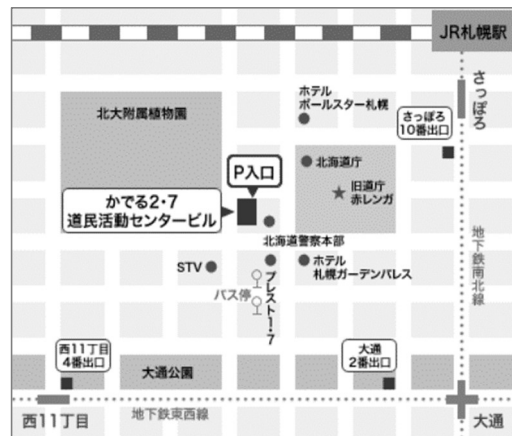 JR札幌駅
さっぽろ
ホテル
ポールスター札幌
さっぽろ
10番出口
北大附属植物園
P入口
北海道庁
旧道庁
赤レンガ
かでる2・7
道民活動センタービル
北海道警察本部
地下鉄南北線
STV
ホテル
札幌ガーデンパレス
バス停
プレスト1・7
西11丁目
4番出口
大通公園
大通
2番出口
西11丁目
地下鉄東西線
大通